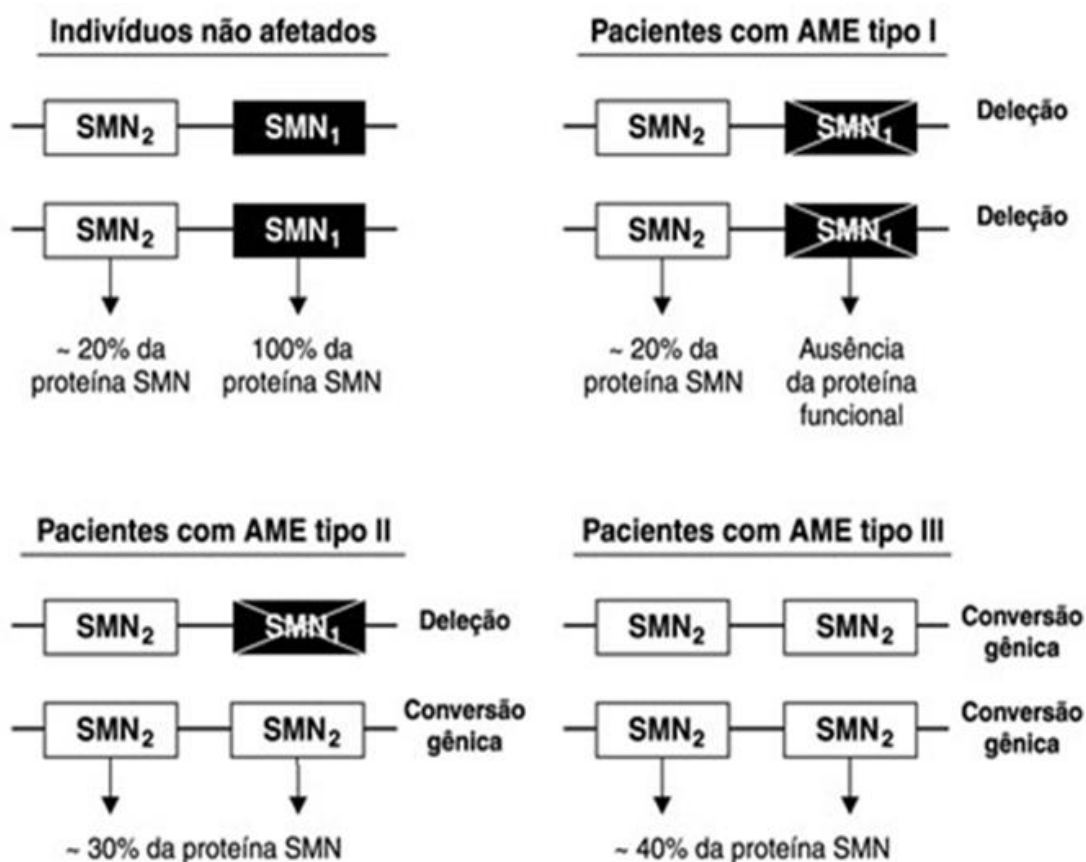 Indivíduos não afetados
SMN2
SMN1
SMN2
SMN1
~ 20% da
proteína SMN
100% da
proteína SMN
Pacientes com AME tipo I
SMN2
SMN1
Deleção
SMN2
SMN1
Deleção
~ 20% da
proteína SMN
Ausência
da proteína
funcional
Pacientes com AME tipo II
SMN2
SMN1
Deleção
SMN2
SMN2
Conversão
gênica
~ 30% da proteína SMN
Pacientes com AME tipo III
SMN2
SMN2
Conversão
gênica
SMN2
SMN2
Conversão
gênica
~ 40% da proteína SMN